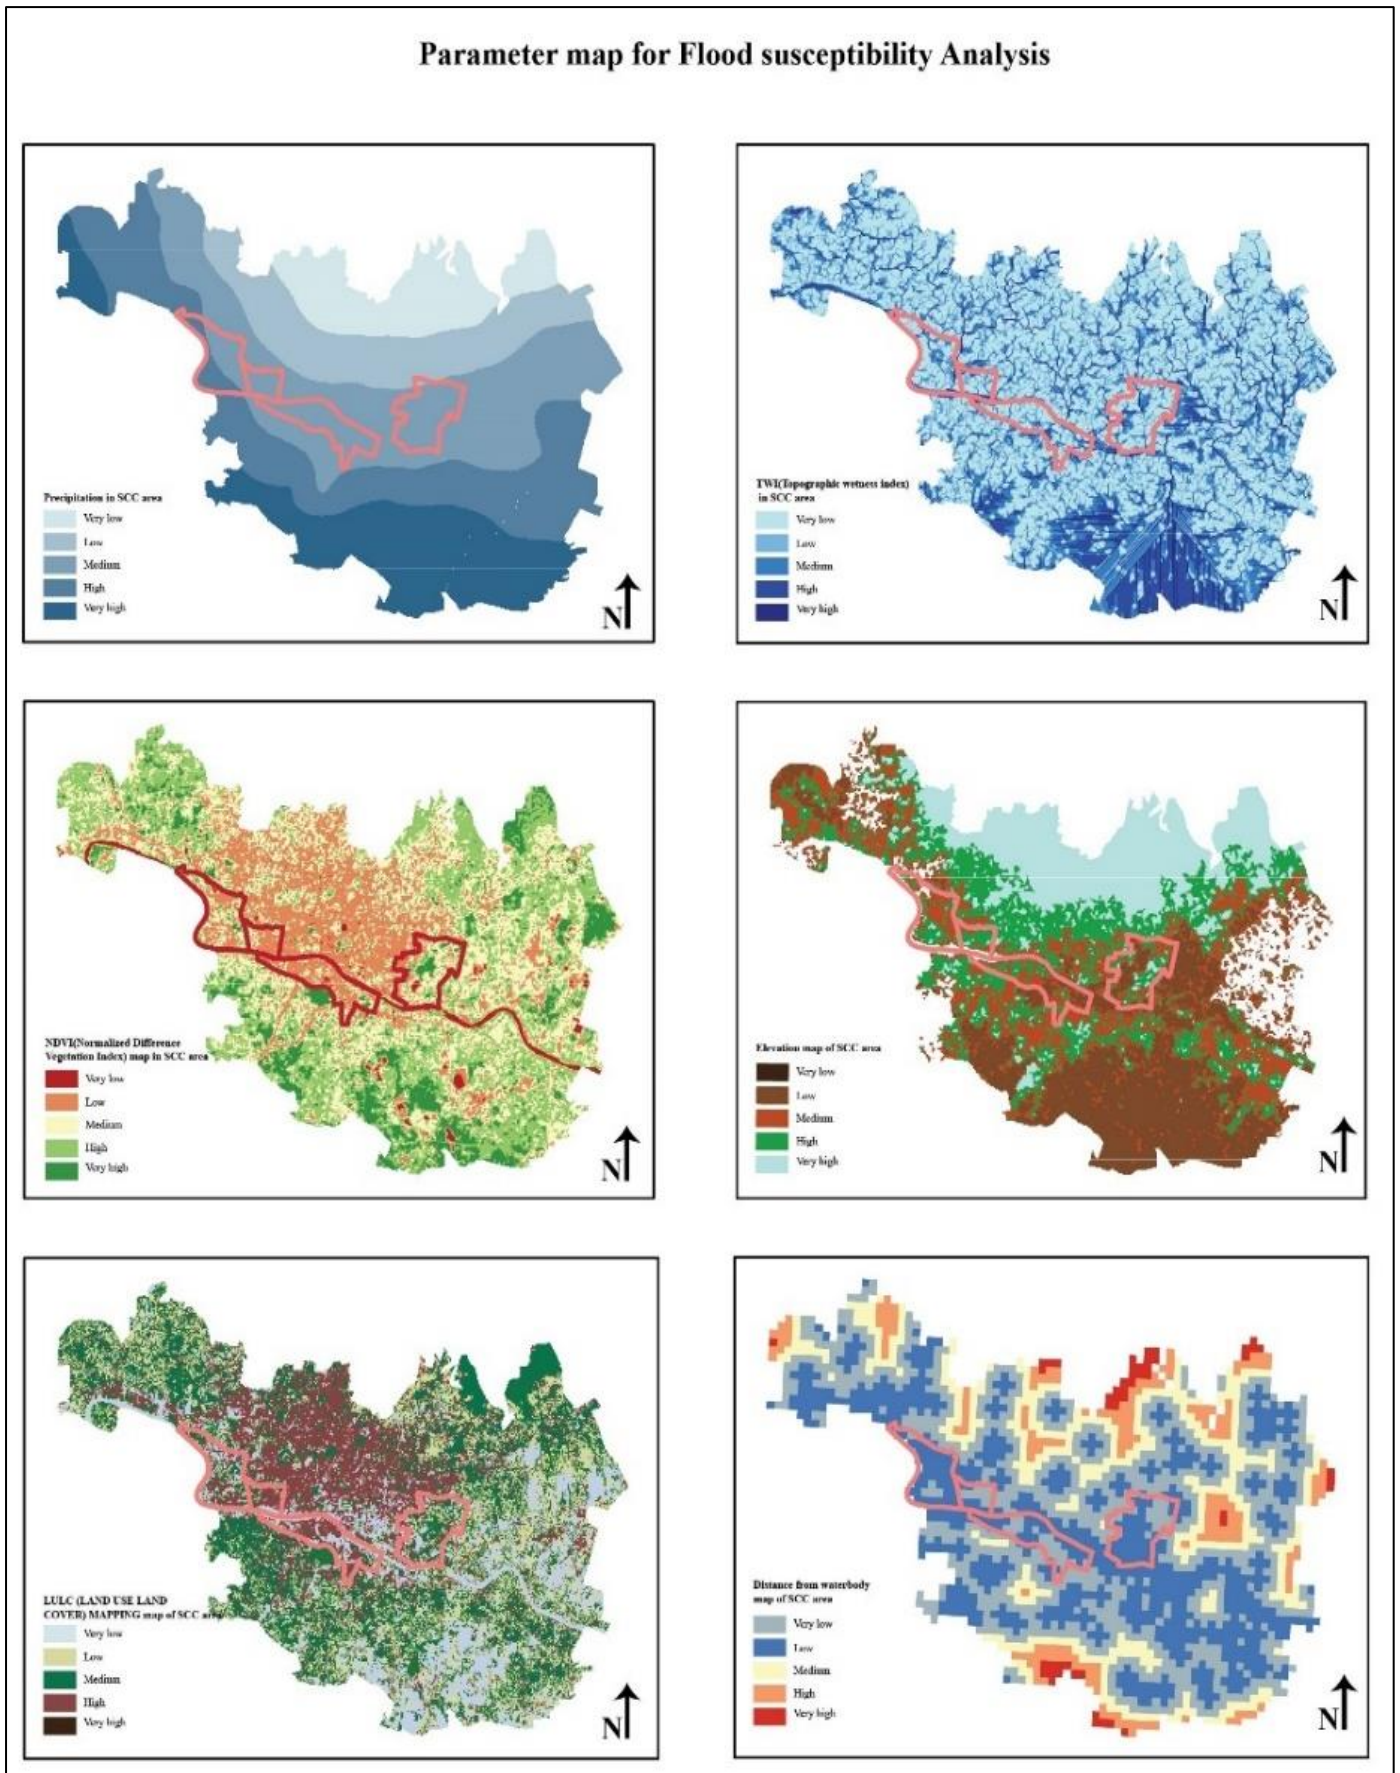 Parameter map for Flood susceptibility Analysis
Precipitation in SCC area
Very low
Low
Medium
High
Very high
N
TWI(Topographic wetness index)
in SCC area
Very low
Low
Medium
High
Very high
N
NDVI(Normalized Difference
Vegetation Index) map in SCC area
Very low
Low
Medium
High
Very high
N
Elevation map of SCC area
Very low
Low
Medium
High
Very high
N
LULC (LAND USE LAND
COVER) MAPPING map of SCC area
Very low
Low
Medium
High
Very high
N
Distance from waterbody
map of SCC area
Very low
Low
Medium
High
Very high
N